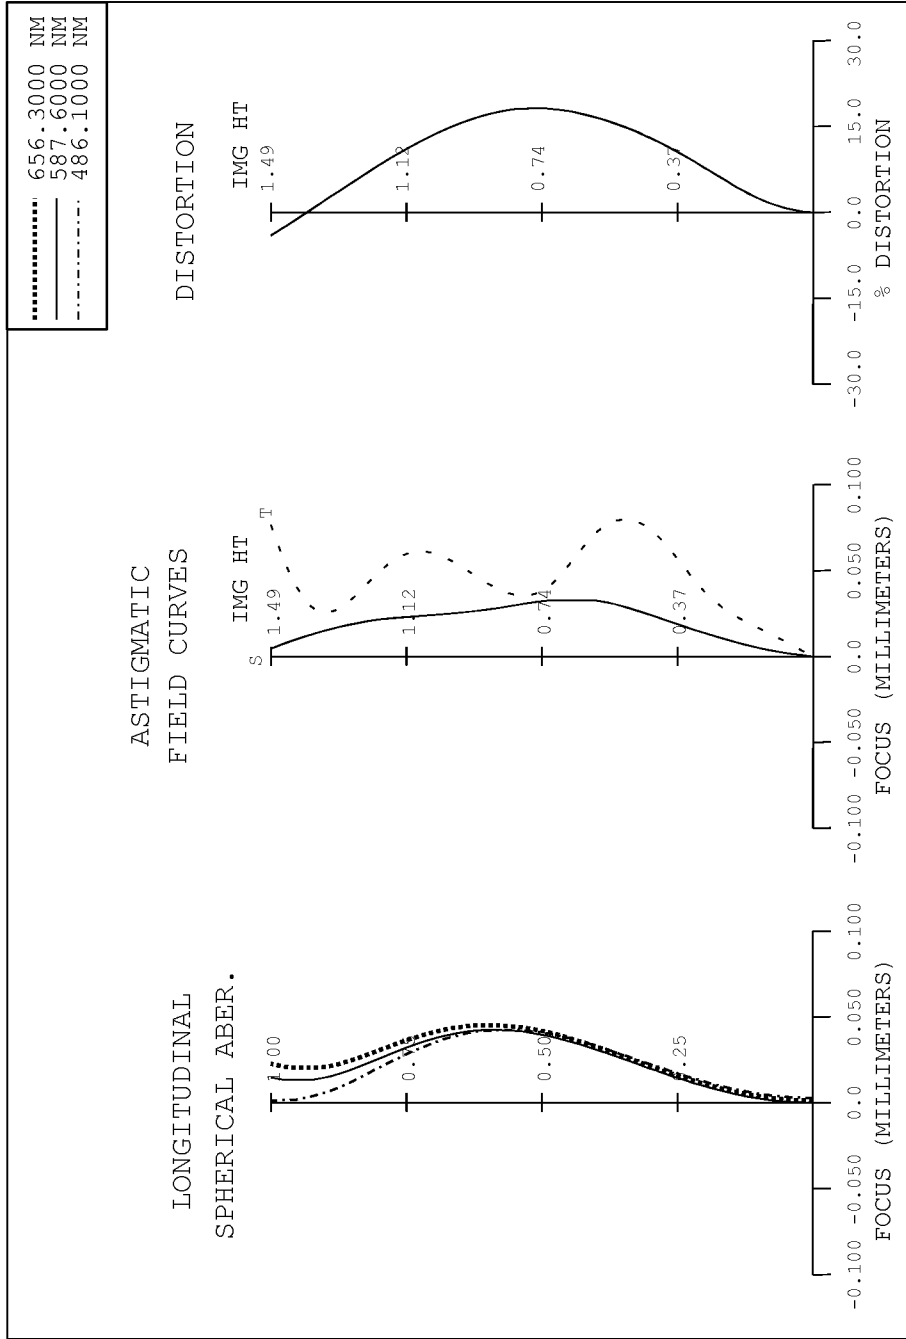 656.3000 NM
587.6000 NM
486.1000 NM
LONGITUDINAL
SPHERICAL ABER.
1.00
0.50
-0.100 -0.050 0.0 0.050 0.100
FOCUS (MILLIMETERS)
ASTIGMATIC
FIELD CURVES
IMG HT
S T
1.49
1.12
0.74
0.37
-0.100 -0.050 0.0 0.050 0.100
FOCUS (MILLIMETERS)
DISTORTION
IMG HT
1.49
1.12
0.74
0.37
-30.0 -15.0 0.0 15.0 30.0
% DISTORTION